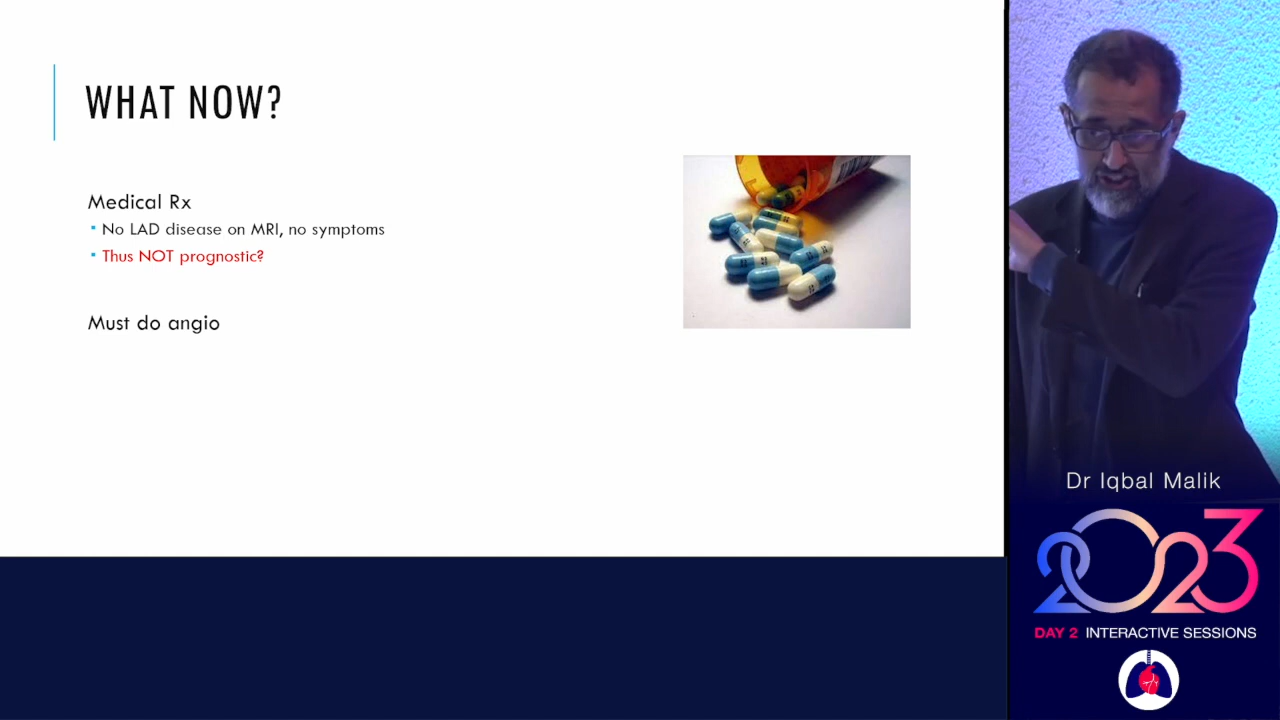 WHAT NOW?
Medical Rx
No LAD disease on MRI, no symptoms
Thus NOT prognostic?
Must do angio
Dr Iqbal Malik
2023
DAY 2 INTERACTIVE SESSIONS